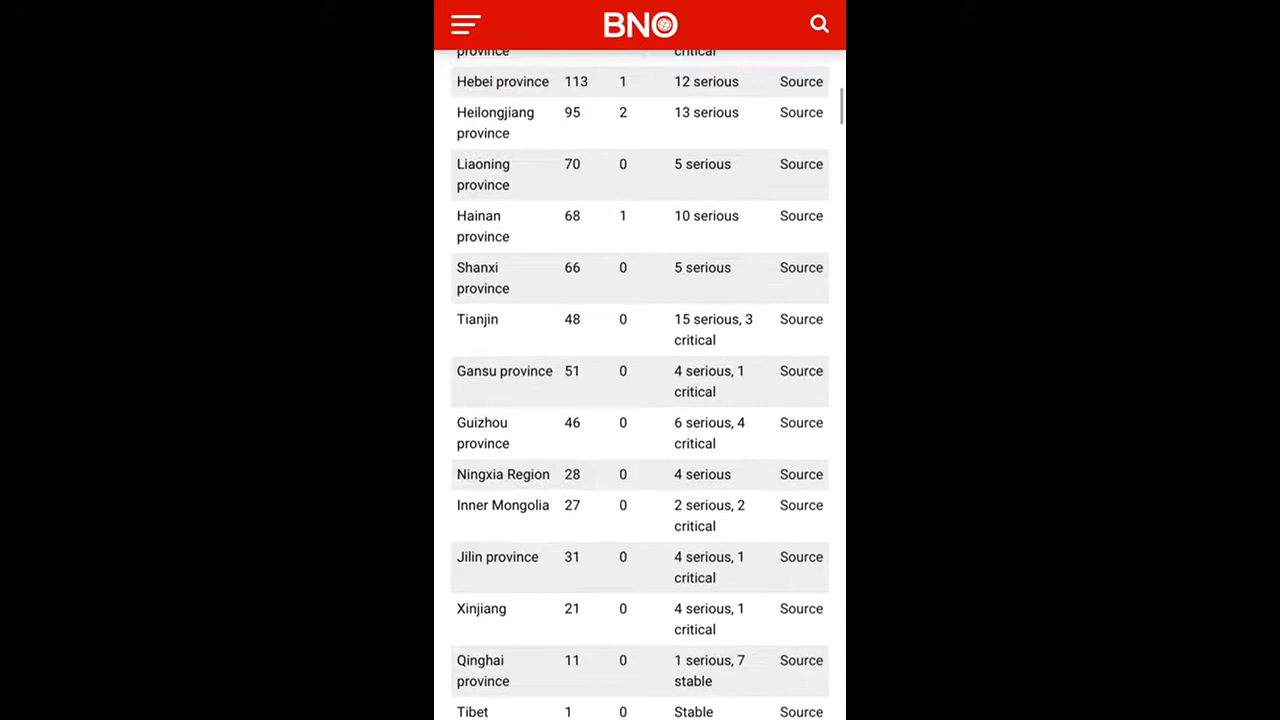 BNO
province critical
Hebei province 113 1 12 serious Source
Heilongjiang 95 2 13 serious Source
province
Liaoning 70 0 5 serious Source
province
Hainan 68 1 10 serious Source
province
Shanxi 66 0 5 serious Source
province
Tianjin 48 0 15 serious, 3 Source
critical
Gansu province 51 0 4 serious, 1 Source
critical
Guizhou 46 0 6 serious, 4 Source
province critical
Ningxia Region 28 0 4 serious Source
Inner Mongolia 27 0 2 serious, 2 Source
critical
Jilin province 31 0 4 serious, 1 Source
critical
Xinjiang 21 0 4 serious, 1 Source
critical
Qinghai 11 0 1 serious, 7 Source
province stable
Tibet 1 0 Stable Source